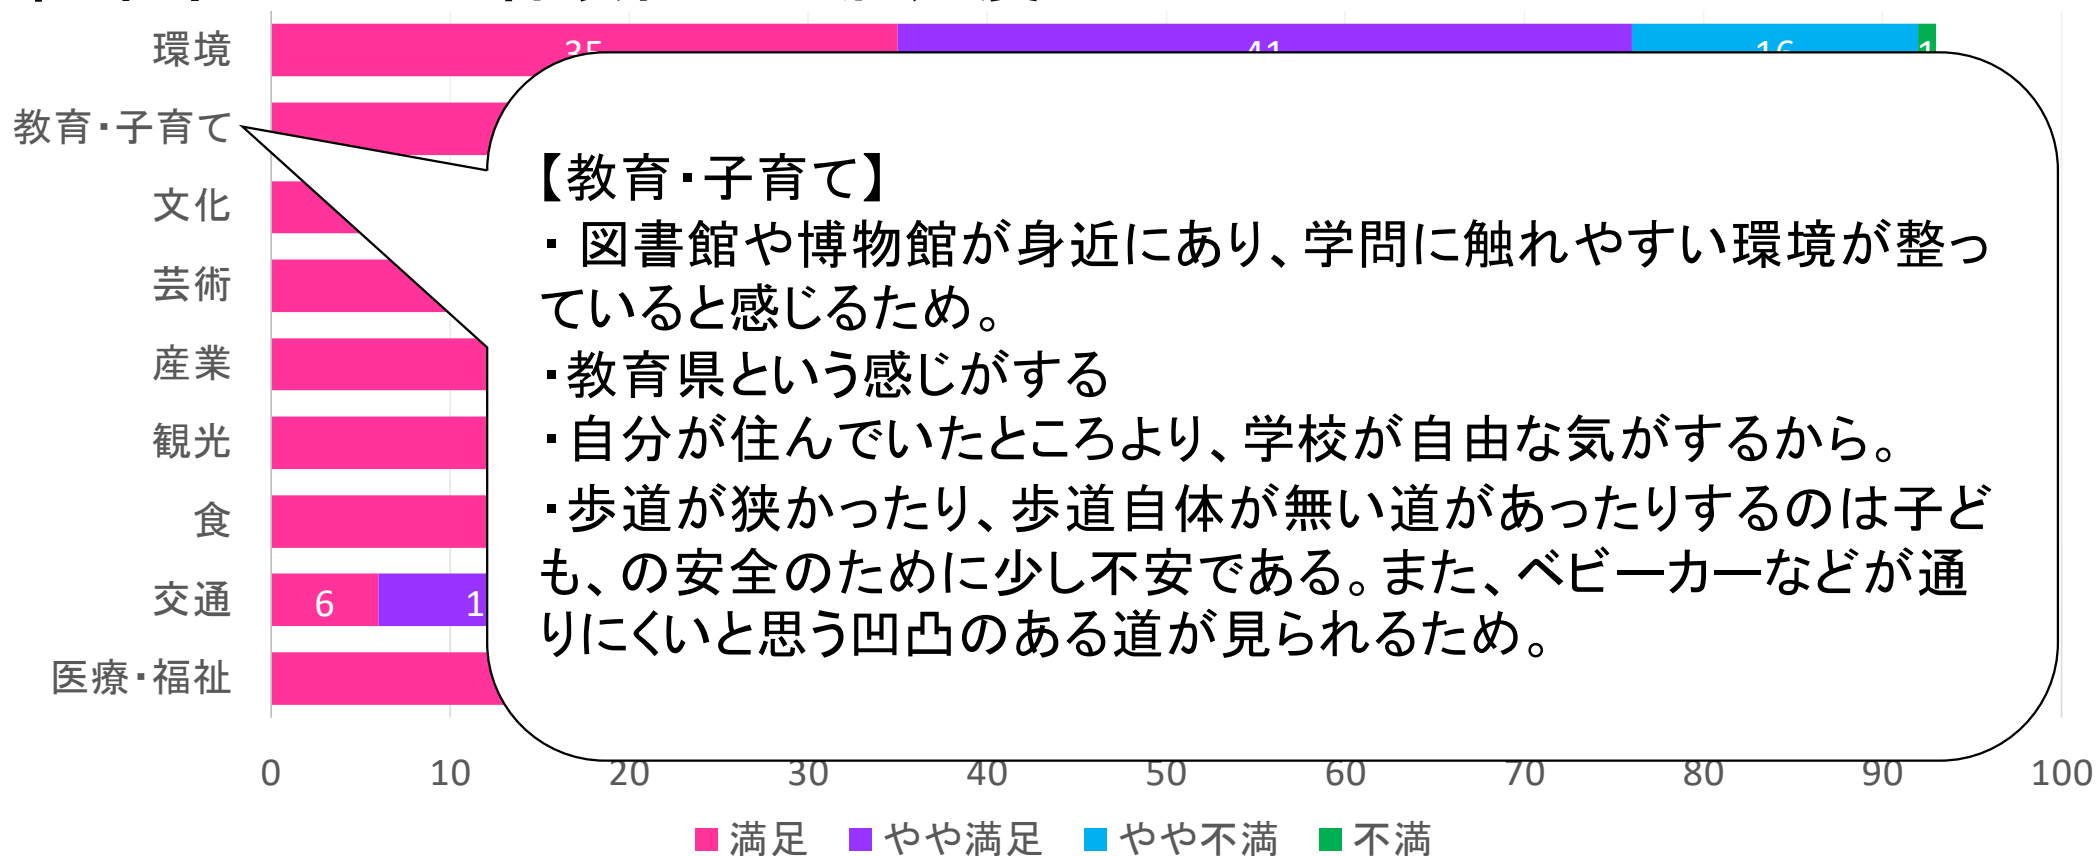 環境
35
41
16
1
教育・子育て
文化
芸術
産業
観光
食
交通
6
医療・福祉
【教育・子育て】
・ 図書館や博物館が身近にあり、学問に触れやすい環境が整っ
ていると感じるため。
・教育県という感じがする
・自分が住んでいたところより、学校が自由な気がするから。
・歩道が狭かったり、歩道自体が無い道があったりするのは子ど
も、の安全のために少し不安である。また、ベビーカーなどが通
りにくいと思う凹凸のある道が見られるため。
0 10 20 30 40 50 60 70 80 90 100
満足 やや満足 やや不満 不満